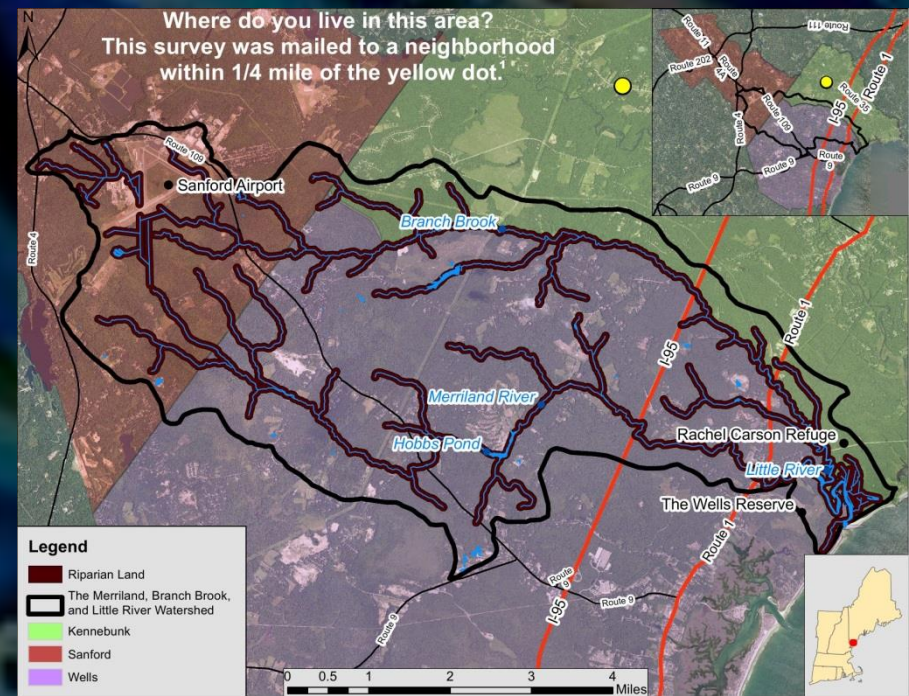 N
Where do you live in this area?
This survey was mailed to a neighborhood
within 1/4 mile of the yellow dot.¹
Route 11
Route 111
Route 202
Route
4A
Route 4
Route 109
Route 35
I-95
Route 1
Route 9
Route
9
Route 9
Route 109
Sanford Airport
Route 4
Branch Brook
I-95
Route 1
Merriland River
Hobbs Pond
Rachel Carson Refuge
Little River
The Wells Reserve
Route 1
Route
9
I-95
Route 9
Route 9
Legend
Riparian Land
The Merriland, Branch Brook,
and Little River Watershed
Kennebunk
Sanford
Wells
0 0.5 1 2 3 4
Miles